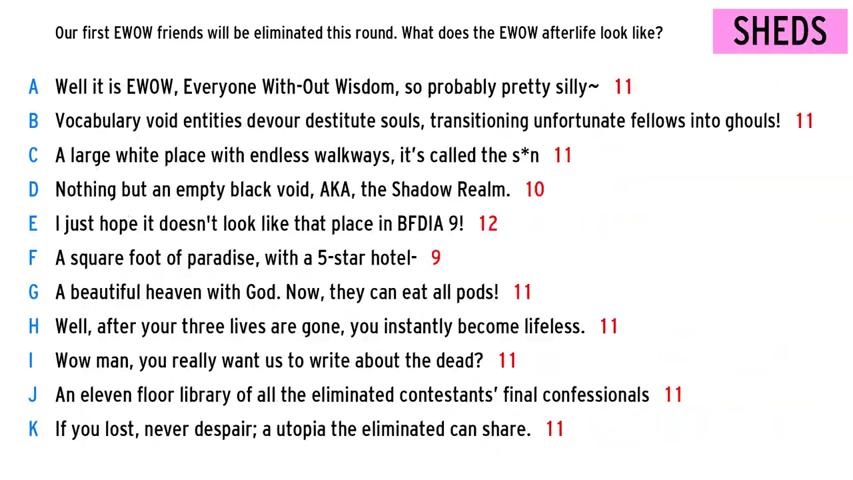 Our first EWOW friends will be eliminated this round. What does the EWOW afterlife look like?
SHEDS
A Well it is EWOW, Everyone With-Out Wisdom, so probably pretty silly~ 11
B Vocabulary void entities devour destitute souls, transitioning unfortunate fellows into ghouls! 11
C A large white place with endless walkways, it’s called the s*n 11
D Nothing but an empty black void, AKA, the Shadow Realm. 10
E I just hope it doesn't look like that place in BFDIA 9! 12
F A square foot of paradise, with a 5-star hotel- 9
G A beautiful heaven with God. Now, they can eat all pods! 11
H Well, after your three lives are gone, you instantly become lifeless. 11
I Wow man, you really want us to write about the dead? 11
J An eleven floor library of all the eliminated contestants’ final confessionals 11
K If you lost, never despair; a utopia the eliminated can share. 11